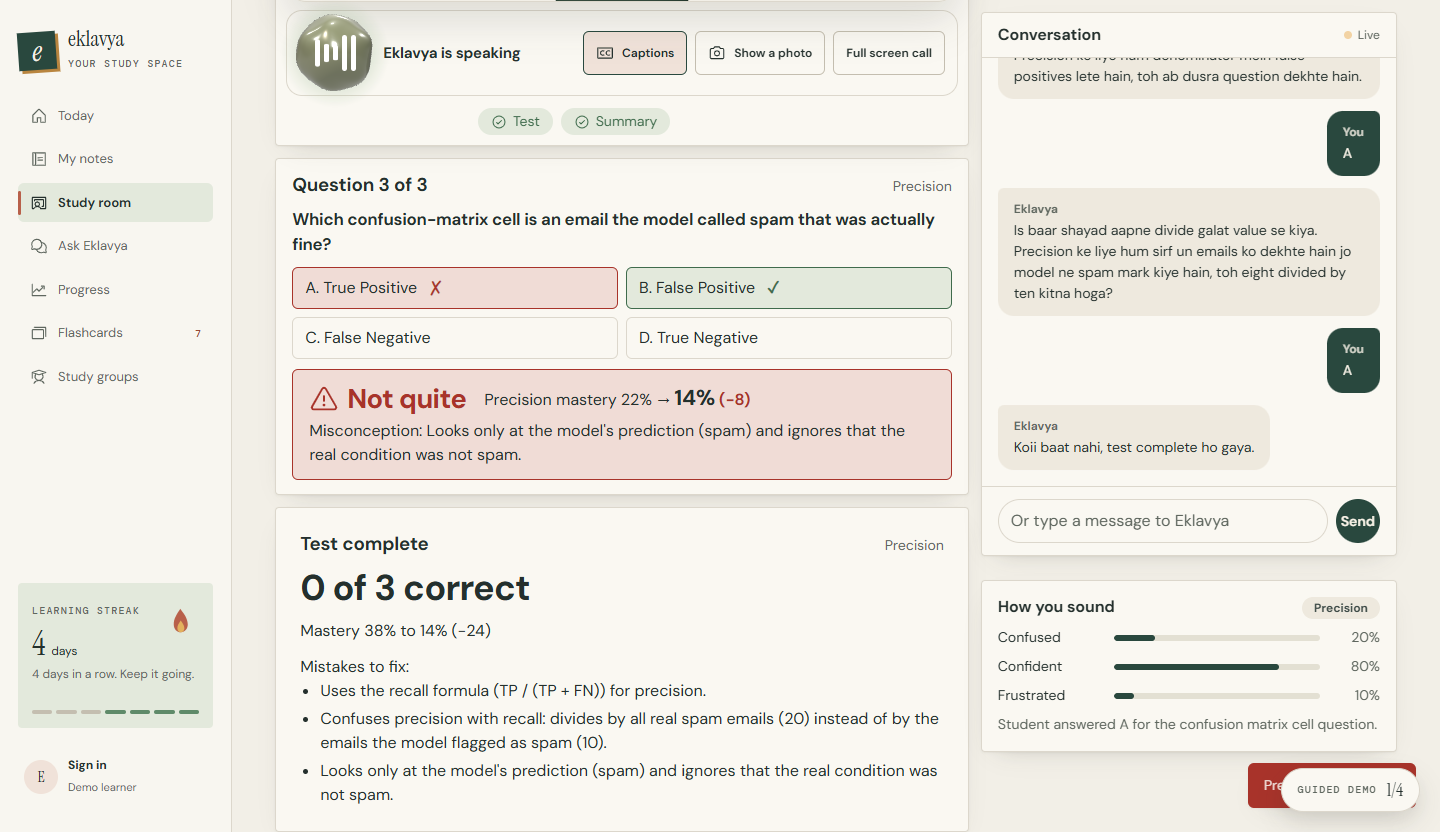 e
eklavya
YOUR STUDY SPACE
Today
My notes
Study room
Ask Eklavya
Progress
Flashcards 7
Study groups
LEARNING STREAK
4 days
4 days in a row. Keep it going.
E
Sign in
Demo learner
Eklavya is speaking
CC Captions
Show a photo
Full screen call
Test
Summary
Question 3 of 3
Precision
Which confusion-matrix cell is an email the model called spam that was actually
fine?
A. True Positive ✗
B. False Positive ✓
C. False Negative
D. True Negative
Not quite
Precision mastery 22% → 14% (-8)
Misconception: Looks only at the model's prediction (spam) and ignores that the
real condition was not spam.
Test complete
Precision
0 of 3 correct
Mastery 38% to 14% (-24)
Mistakes to fix:
• Uses the recall formula (TP / (TP + FN)) for precision.
• Confuses precision with recall: divides by all real spam emails (20) instead of by the
emails the model flagged as spam (10).
• Looks only at the model's prediction (spam) and ignores that the real condition was
not spam.
Conversation
Live
positives lete hain, toh ab dusra question dekhte hain.
You
A
Eklavya
Is baar shayad aapne divide galat value se kiya.
Precision ke liye hum sirf un emails ko dekhte hain jo
model ne spam mark kiye hain, toh eight divided by
ten kitna hoga?
You
A
Eklavya
Koii baat nahi, test complete ho gaya.
Or type a message to Eklavya
Send
How you sound
Precision
Confused 20%
Confident 80%
Frustrated 10%
Student answered A for the confusion matrix cell question.
GUIDED DEMO 1/4